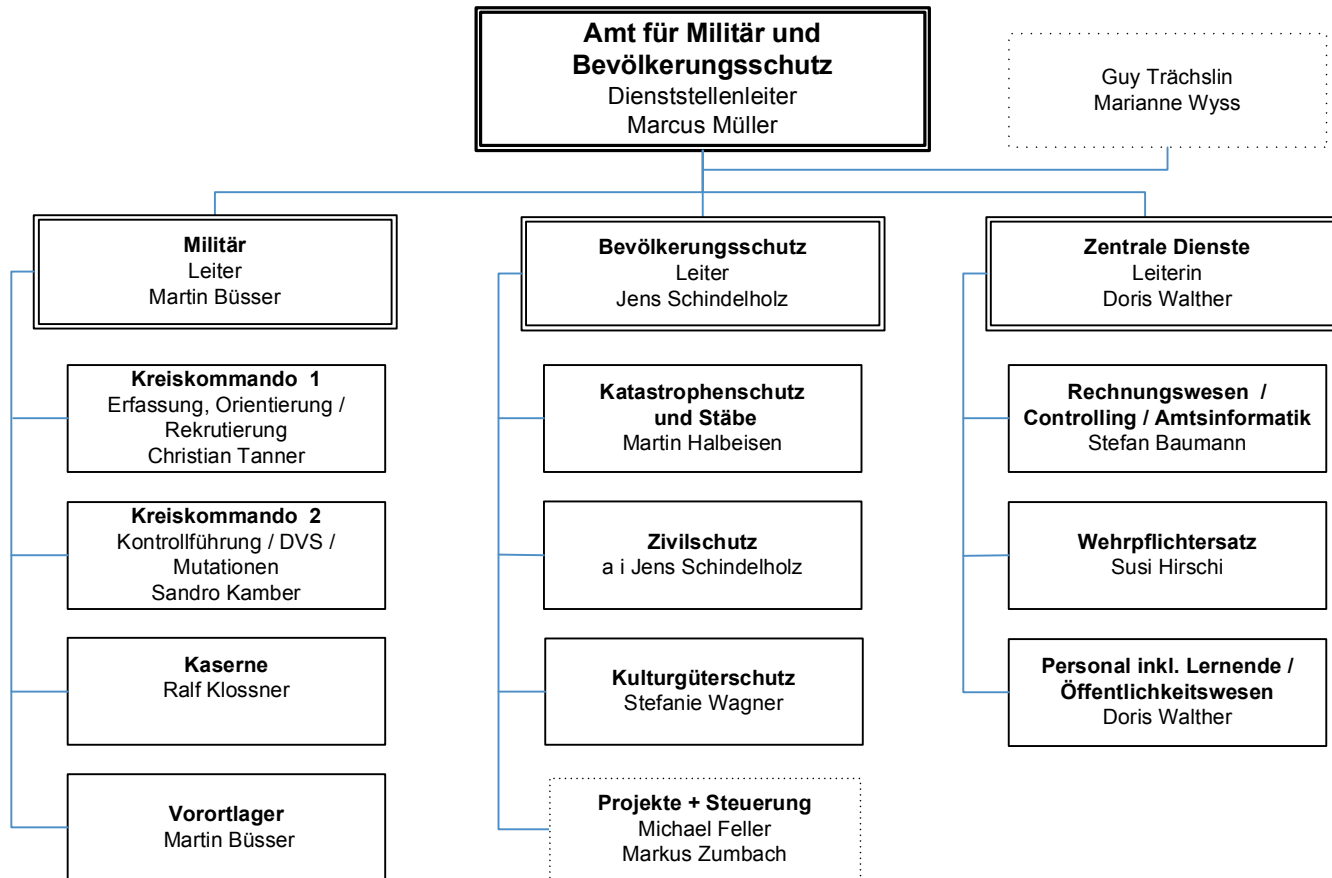 Amt für Militär und
Bevölkerungsschutz
Dienststellenleiter
Marcus Müller
Guy Trächslin
Marianne Wyss
Militär
Leiter
Martin Büsser
Kreiskommando 1
Erfassung, Orientierung /
Rekrutierung
Christian Tanner
Kreiskommando 2
Kontrollführung / DVS /
Mutationen
Sandro Kamber
Kaserne
Ralf Klossner
Vorortlager
Martin Büsser
Bevölkerungsschutz
Leiter
Jens Schindelholz
Katastrophenschutz
und Stäbe
Martin Halbeisen
Zivilschutz
a i Jens Schindelholz
Kulturgüterschutz
Stefanie Wagner
Projekte + Steuerung
Michael Feller
Markus Zumbach
Zentrale Dienste
Leiterin
Doris Walther
Rechnungswesen /
Controlling / Amtsinformatik
Stefan Baumann
Wehrpflichtersatz
Susi Hirschi
Personal inkl. Lernende /
Öffentlichkeitswesen
Doris Walther